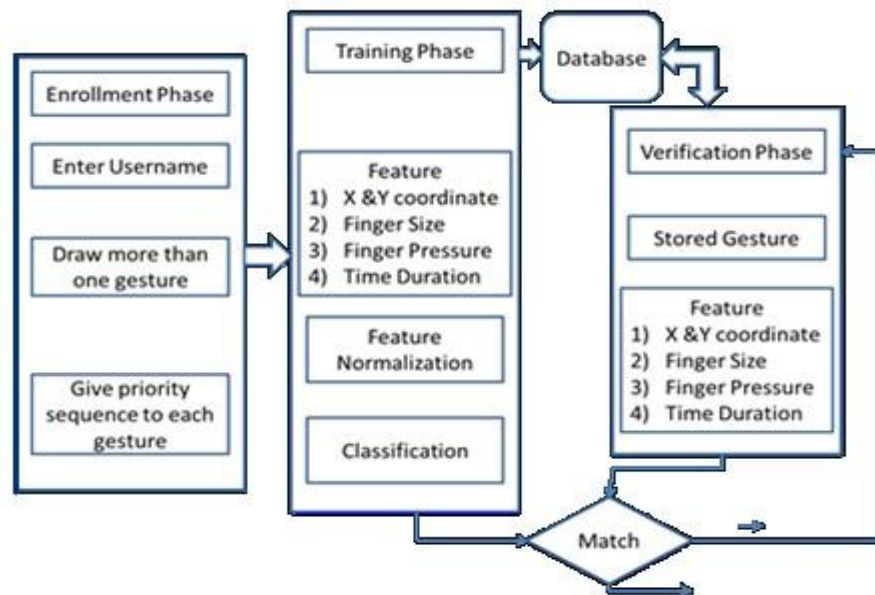 Enrollment Phase
Enter Username
Draw more than
one gesture
Give priority
sequence to each
gesture
Training Phase
Feature
1) X &Y coordinate
2) Finger Size
3) Finger Pressure
4) Time Duration
Feature
Normalization
Classification
Database
Verification Phase
Stored Gesture
Feature
1) X &Y coordinate
2) Finger Size
3) Finger Pressure
4) Time Duration
Match